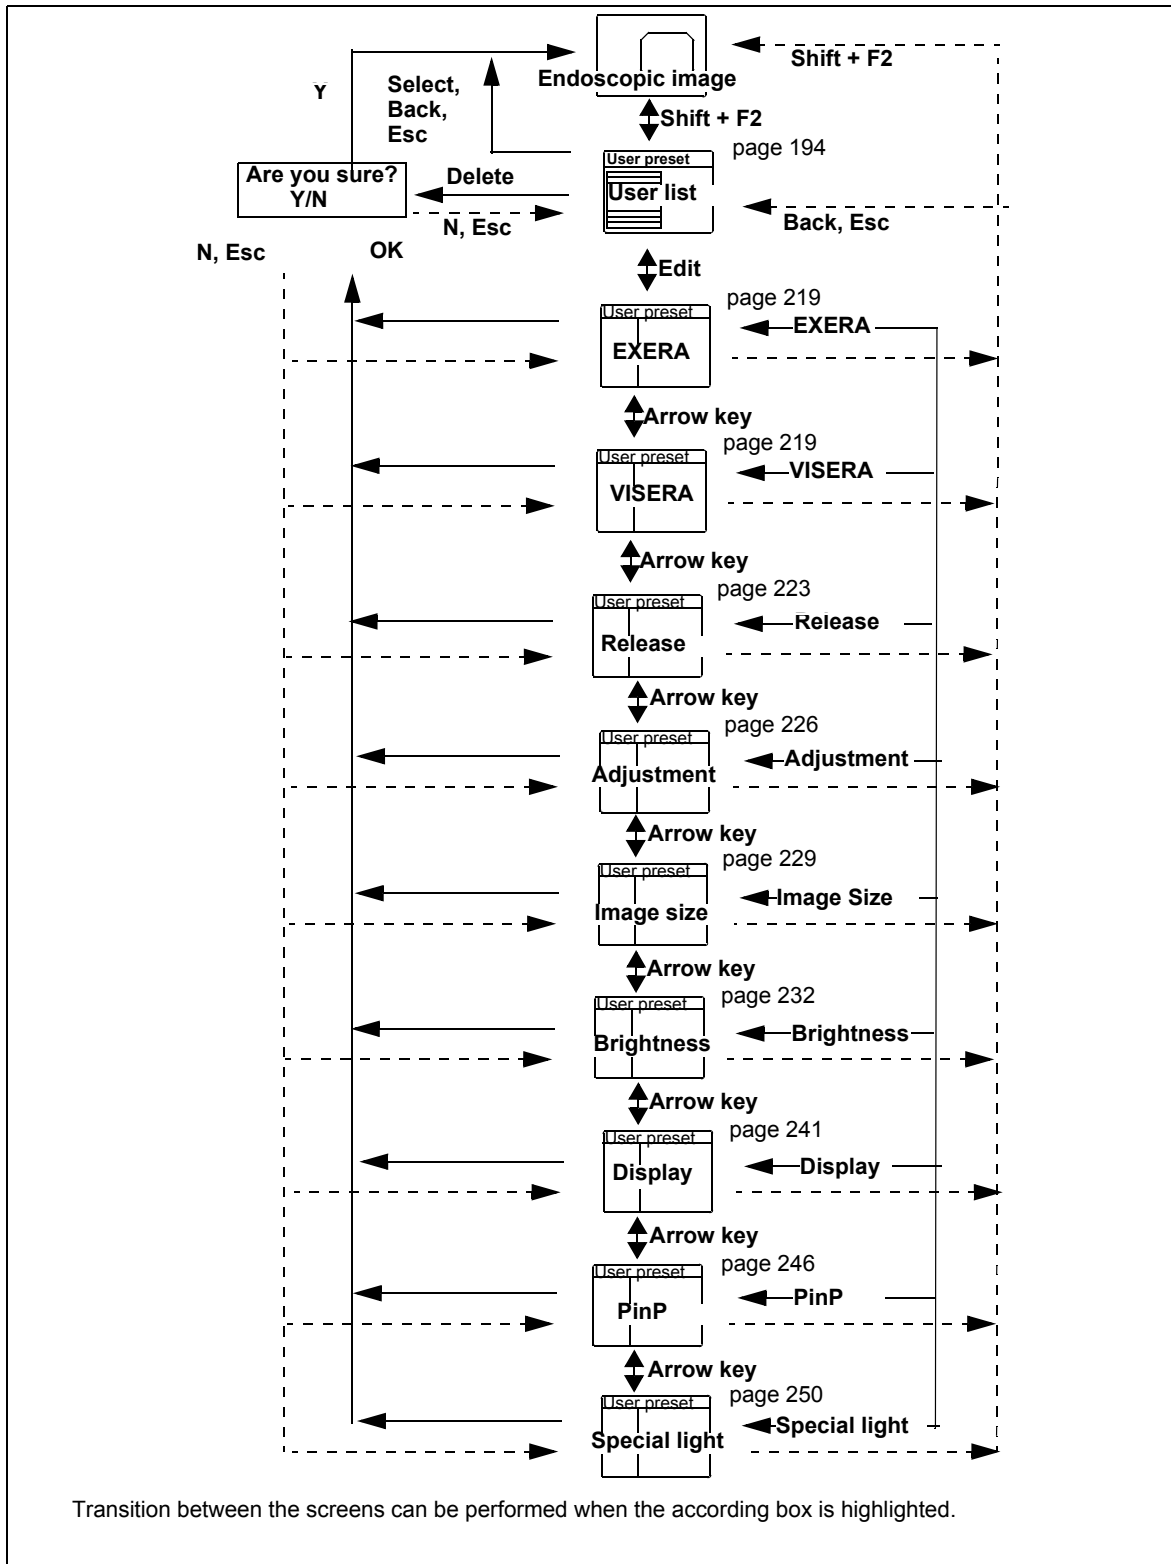 Shift + F2
Y
Select,
Back,
Esc
Endoscopic image
Shift + F2
page 194
User preset
User list
Are you sure?
Y/N
Delete
N, Esc
Back, Esc
N, Esc
OK
Edit
page 219
User preset
EXERA
EXERA
Arrow key
page 219
User preset
VISERA
VISERA
Arrow key
page 223
User preset
Release
Release
Arrow key
page 226
User preset
Adjustment
Adjustment
Arrow key
page 229
User preset
Image Size
Image size
Arrow key
page 232
User preset
Brightness
Brightness
Arrow key
page 241
User preset
Display
Display
Arrow key
page 246
User preset
PinP
PinP
Arrow key
page 250
User preset
Special light
Special light
Transition between the screens can be performed when the according box is highlighted.